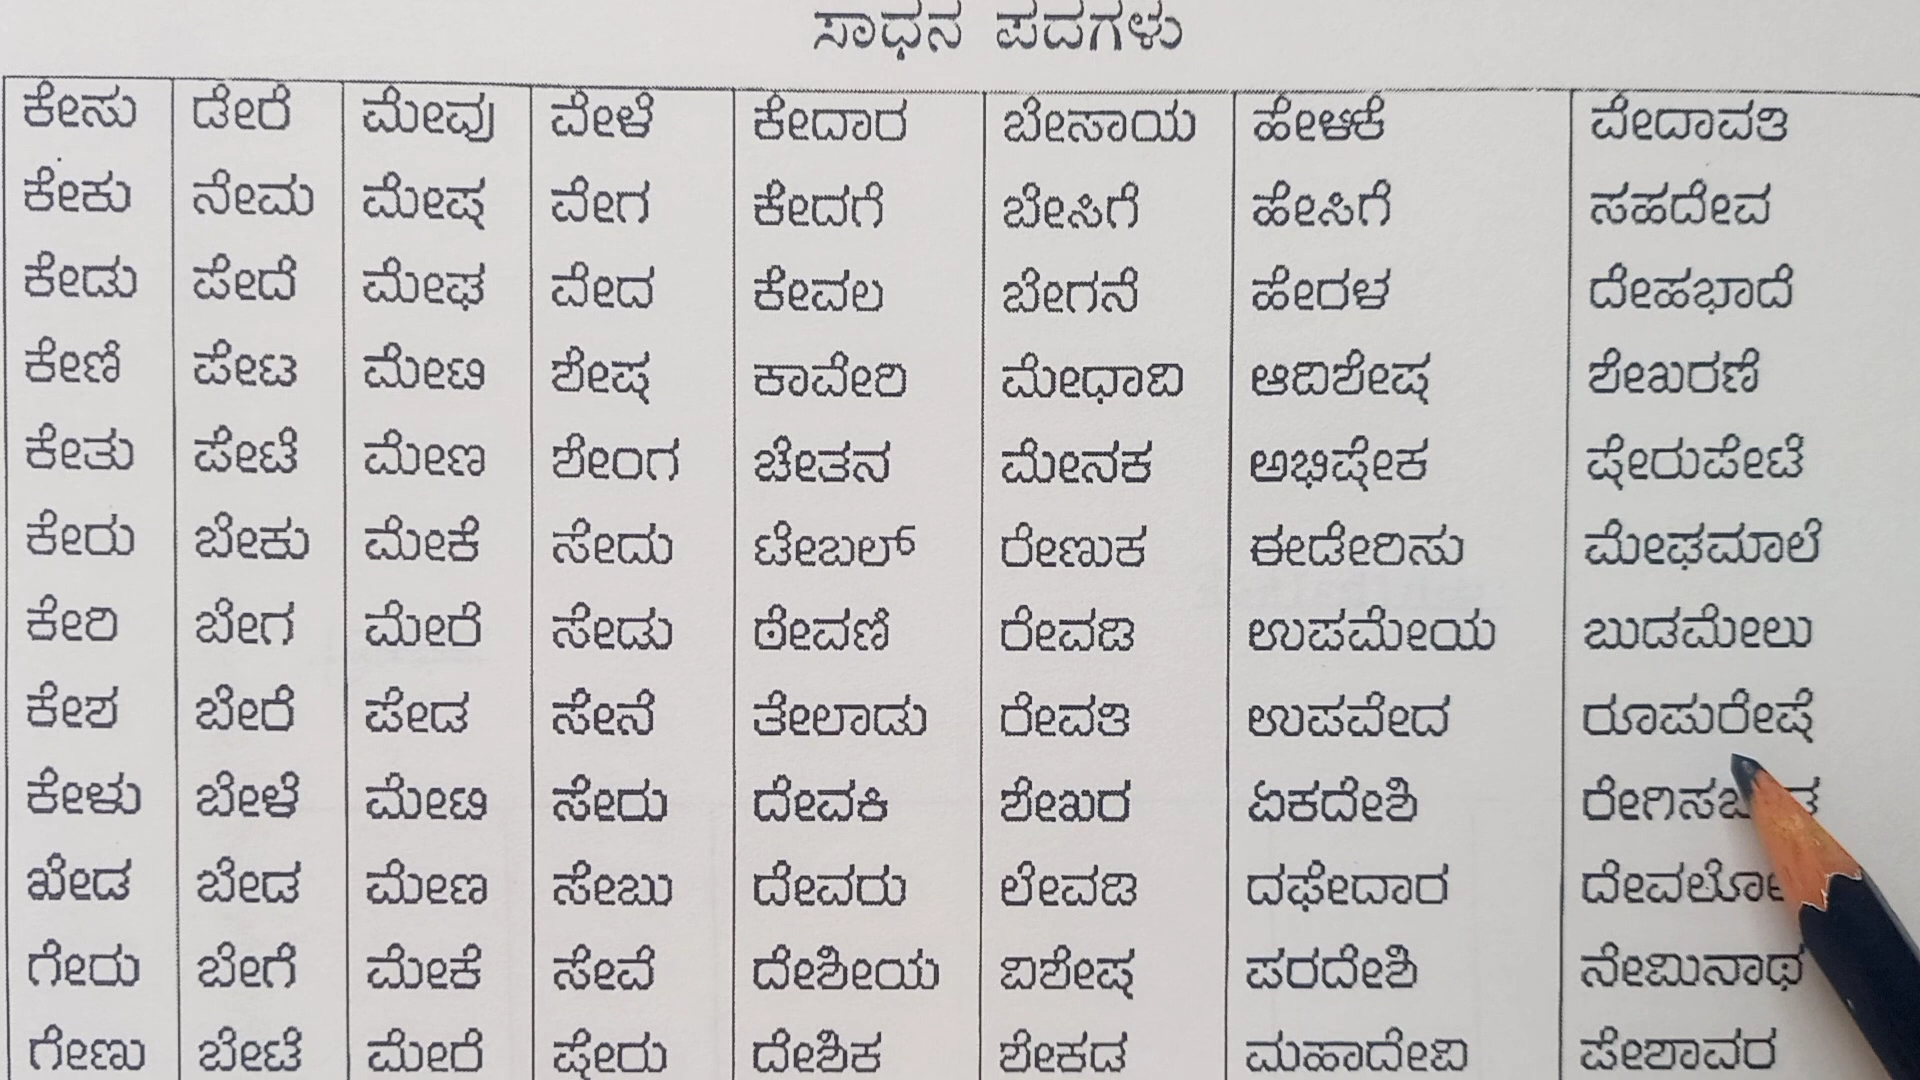 ಸಾಧನ ಪದಗಳು
ಕೇಸು ಡೇರೆ ಮೇವು ವೇಳೆ ಕೇದಾರ ಬೇಸಾಯ ಹೇಳಿಕೆ ವೇದಾವತಿ
ಕೇಕು ನೇಮ ಮೇಷ ವೇಗ ಕೇದಗೆ ಬೇಸಿಗೆ ಹೇಸಿಗೆ ಸಹದೇವ
ಕೇಡು ಪೇದೆ ಮೇಘ ವೇದ ಕೇವಲ ಬೇಗನೆ ಹೇರಳ ದೇಹಭಾದೆ
ಕೇಣಿ ಪೇಟ ಮೇಟಿ ಶೇಷ ಕಾವೇರಿ ಮೇಧಾವಿ ಆದಿಶೇಷ ಶೇಖರಣೆ
ಕೇತು ಪೇಟೆ ಮೇಣ ಶೇಂಗ ಚೇತನ ಮೇನಕ ಅಭಿಷೇಕ ಷೇರುಪೇಟೆ
ಕೇರು ಬೇಕು ಮೇಕೆ ಸೇದು ಟೇಬಲ್ ರೇಣುಕ ಈಡೇರಿಸು ಮೇಘಮಾಲೆ
ಕೇರಿ ಬೇಗ ಮೇರೆ ಸೇಡು ಠೇವಣಿ ರೇವಡಿ ಉಪಮೇಯ ಬುಡಮೇಲು
ಕೇಶ ಬೇರೆ ಪೇಡ ಸೇನೆ ತೇಲಾಡು ರೇವತಿ ಉಪವೇದ ರೂಪುರೇಷೆ
ಕೇಳು ಬೇಳೆ ಮೇಟಿ ಸೇರು ದೇವಕಿ ಶೇಖರ ಏಕದೇಶಿ
ಖೇಡ ಬೇಡ ಮೇಣ ಸೇಬು ದೇವರು ಲೇವಡಿ ದಫೇದಾರ
ಗೇರು ಬೇಗೆ ಮೇಕೆ ಸೇವೆ ದೇಶೀಯ ವಿಶೇಷ ಪರದೇಶಿ ನೇಮಿನಾಥ
ಗೇಣು ಬೇಟೆ ಮೇರೆ ಷೇರು ದೇಶಿಕ ಶೇಕಡ ಮಹಾದೇವಿ ಪೇಶಾವರ